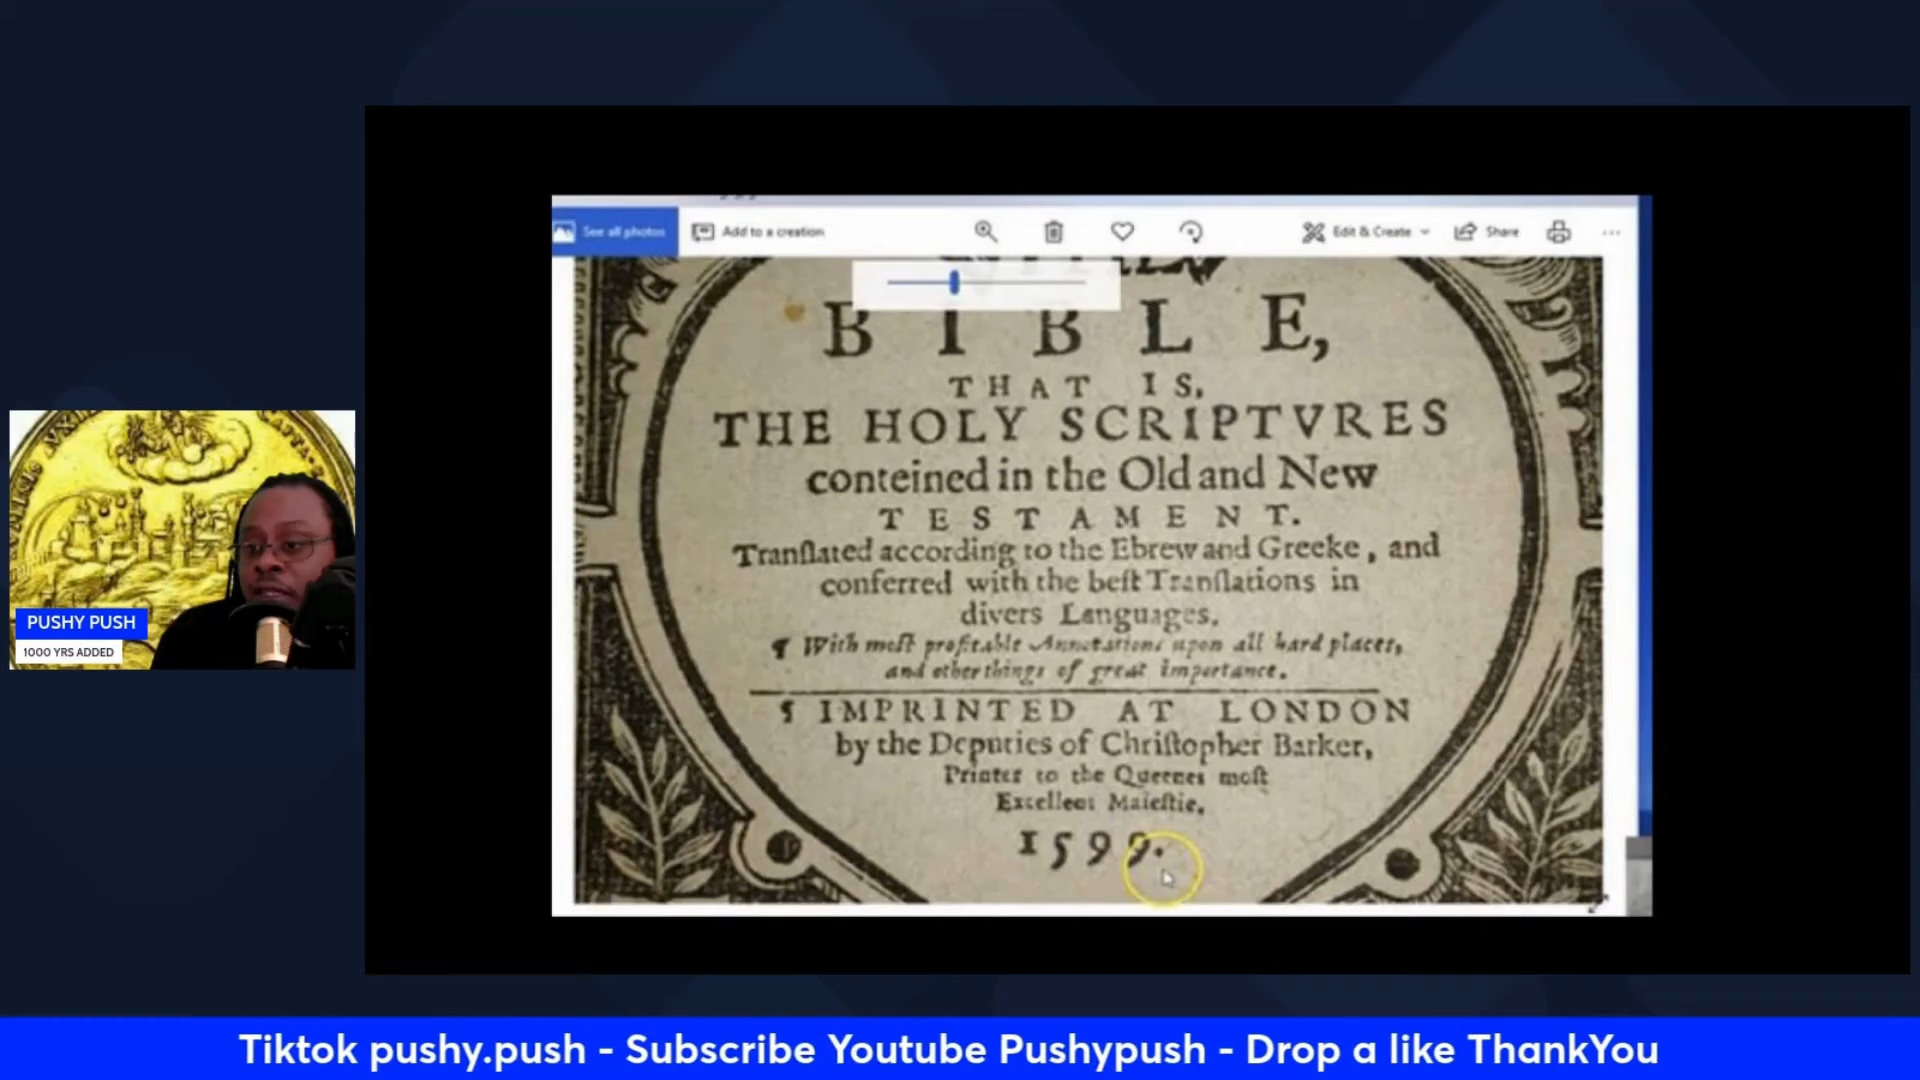 See all photos
Add to a creation
Edit & Create
Share
BIBLE,
THAT IS,
THE HOLY SCRIPTVRES
conteined in the Old and New
TESTAMENT.
Tranſlated according to the Ebrew and Greeke, and
conferred with the beſt Tranſlations in
divers Languages.
¶ With moſt profitable Annotations upon all hard places,
and other things of great importance.
¶ IMPRINTED AT LONDON
by the Deputies of Chriſtopher Barker,
Printer to the Queenes moſt
Excellent Maieſtie.
1599.
PUSHY PUSH
1000 YRS ADDED
Tiktok pushy.push - Subscribe Youtube Pushypush - Drop a like ThankYou